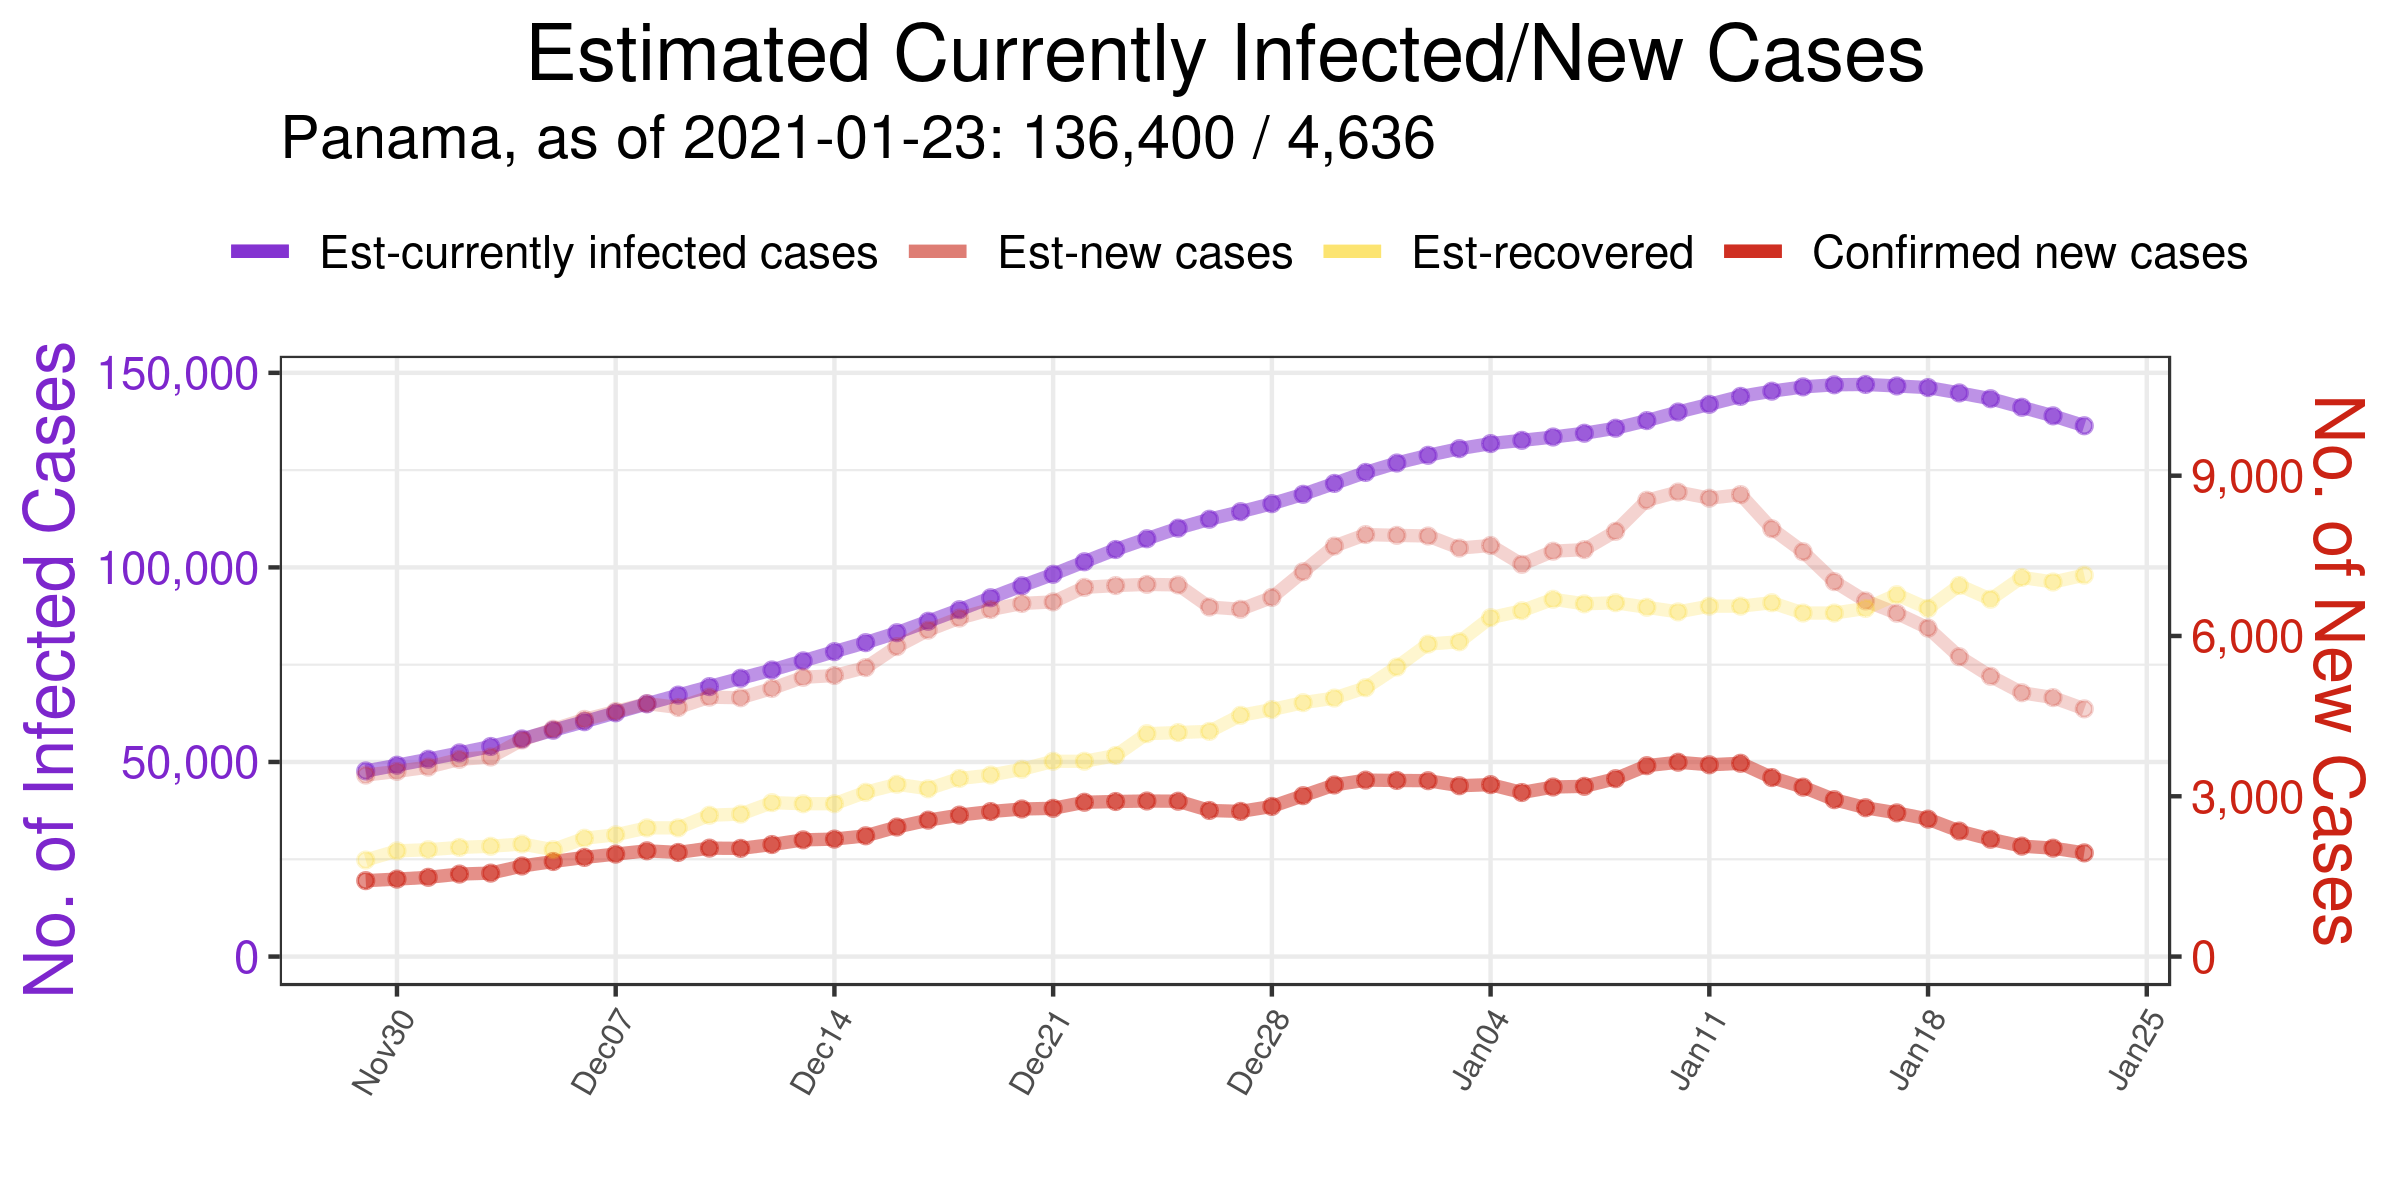 Estimated Currently Infected/New Cases
Panama, as of 2021-01-23: 136,400 / 4,636
Est-currently infected cases Est-new cases Est-recovered Confirmed new cases
No. of Infected Cases
150,000
100,000
50,000
0
9,000
6,000
3,000
0
No. of New Cases
Nov30 Dec07 Dec14 Dec21 Dec28 Jan04 Jan11 Jan18 Jan25